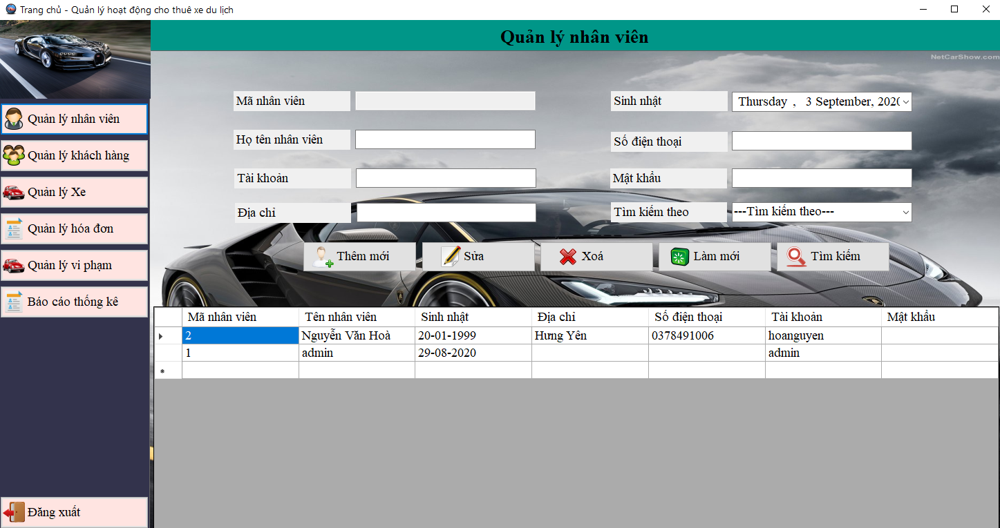 Trang chủ - Quản lý hoạt động cho thuê xe du lịch
Quản lý nhân viên
NetCarShow.com
Quản lý nhân viên
Quản lý khách hàng
Quản lý Xe
Quản lý hóa đơn
Quản lý vi phạm
Báo cáo thống kê
Đăng xuất
Mã nhân viên
Sinh nhật Thursday , 3 September, 2020
Họ tên nhân viên
Số điện thoại
Tài khoản
Mật khẩu
Địa chỉ
Tìm kiếm theo ---Tìm kiếm theo---
Thêm mới Sửa Xoá Làm mới Tìm kiếm
Mã nhân viên Tên nhân viên Sinh nhật Địa chỉ Số điện thoại Tài khoản Mật khẩu
2 Nguyễn Văn Hoà 20-01-1999 Hưng Yên 0378491006 hoanguyen
1 admin 29-08-2020 admin